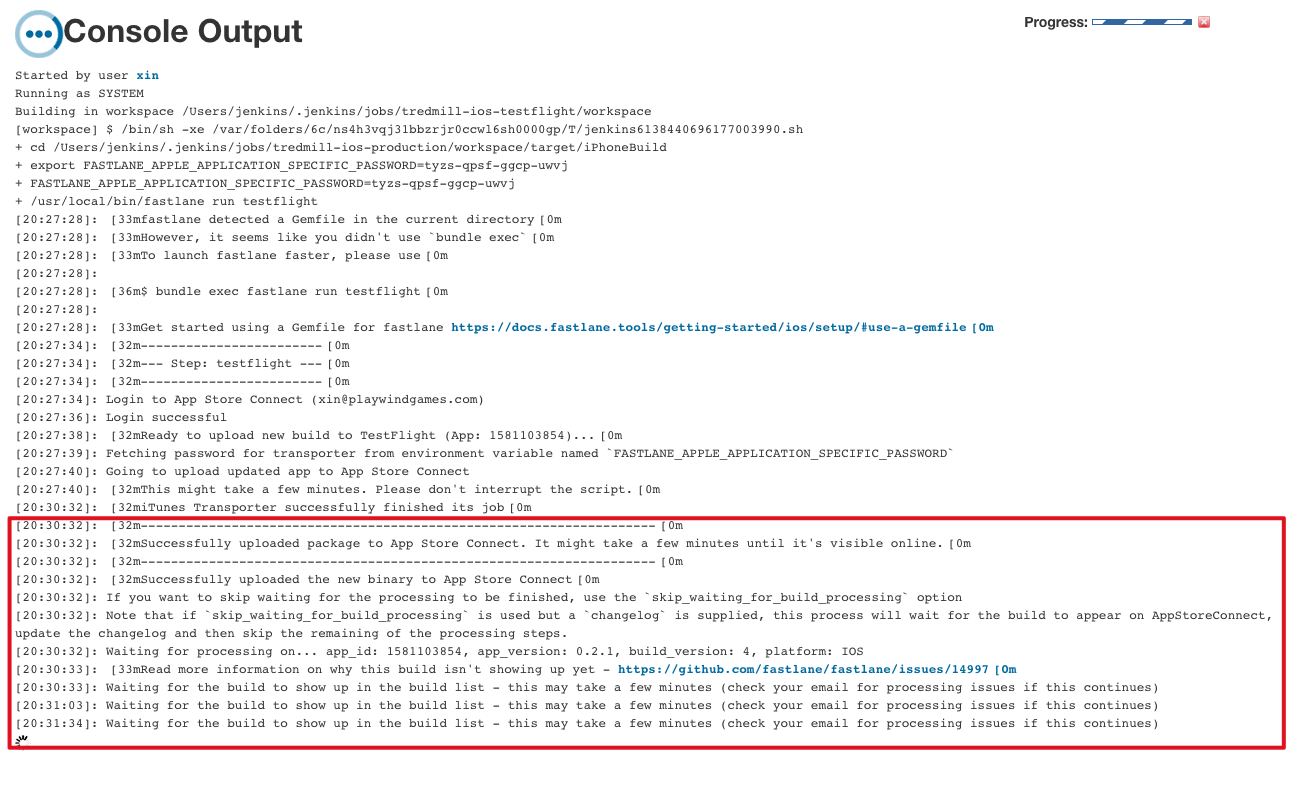 Console Output
Progress:
Started by user xin
Running as SYSTEM
Building in workspace /Users/jenkins/.jenkins/jobs/tredmill-ios-testflight/workspace
[workspace] $ /bin/sh -xe /var/folders/6c/ns4h3vqj31bbzrjr0ccwl6sh0000gp/T/jenkins6138440696177003990.sh
+ cd /Users/jenkins/.jenkins/jobs/tredmill-ios-production/workspace/target/iPhoneBuild
+ export FASTLANE_APPLE_APPLICATION_SPECIFIC_PASSWORD=tyzs-qpsf-ggcp-uwvj
+ FASTLANE_APPLE_APPLICATION_SPECIFIC_PASSWORD=tyzs-qpsf-ggcp-uwvj
+ /usr/local/bin/fastlane run testflight
[20:27:28]: [33mfastlane detected a Gemfile in the current directory[0m
[20:27:28]: [33mHowever, it seems like you didn't use `bundle exec`[0m
[20:27:28]: [33mTo launch fastlane faster, please use[0m
[20:27:28]:
[20:27:28]: [36m$ bundle exec fastlane run testflight[0m
[20:27:28]:
[20:27:28]: [33mGet started using a Gemfile for fastlane https://docs.fastlane.tools/getting-started/ios/setup/#use-a-gemfile[0m
[20:27:34]: [32m------------------------[0m
[20:27:34]: [32m--- Step: testflight ---[0m
[20:27:34]: [32m------------------------[0m
[20:27:34]: Login to App Store Connect (xin@playwindgames.com)
[20:27:36]: Login successful
[20:27:38]: [32mReady to upload new build to TestFlight (App: 1581103854)...[0m
[20:27:39]: Fetching password for transporter from environment variable named `FASTLANE_APPLE_APPLICATION_SPECIFIC_PASSWORD`
[20:27:40]: Going to upload updated app to App Store Connect
[20:27:40]: [32mThis might take a few minutes. Please don't interrupt the script.[0m
[20:30:32]: [32miTunes Transporter successfully finished its job[0m
[20:30:32]: [32m--------------------------------------------------------------------[0m
[20:30:32]: [32mSuccessfully uploaded package to App Store Connect. It might take a few minutes until it's visible online.[0m
[20:30:32]: [32m--------------------------------------------------------------------[0m
[20:30:32]: [32mSuccessfully uploaded the new binary to App Store Connect[0m
[20:30:32]: If you want to skip waiting for the processing to be finished, use the `skip_waiting_for_build_processing` option
[20:30:32]: Note that if `skip_waiting_for_build_processing` is used but a `changelog` is supplied, this process will wait for the build to appear on AppStoreConnect,
update the changelog and then skip the remaining of the processing steps.
[20:30:32]: Waiting for processing on... app_id: 1581103854, app_version: 0.2.1, build_version: 4, platform: IOS
[20:30:33]: [33mRead more information on why this build isn't showing up yet - https://github.com/fastlane/fastlane/issues/14997[0m
[20:30:33]: Waiting for the build to show up in the build list - this may take a few minutes (check your email for processing issues if this continues)
[20:31:03]: Waiting for the build to show up in the build list - this may take a few minutes (check your email for processing issues if this continues)
[20:31:34]: Waiting for the build to show up in the build list - this may take a few minutes (check your email for processing issues if this continues)